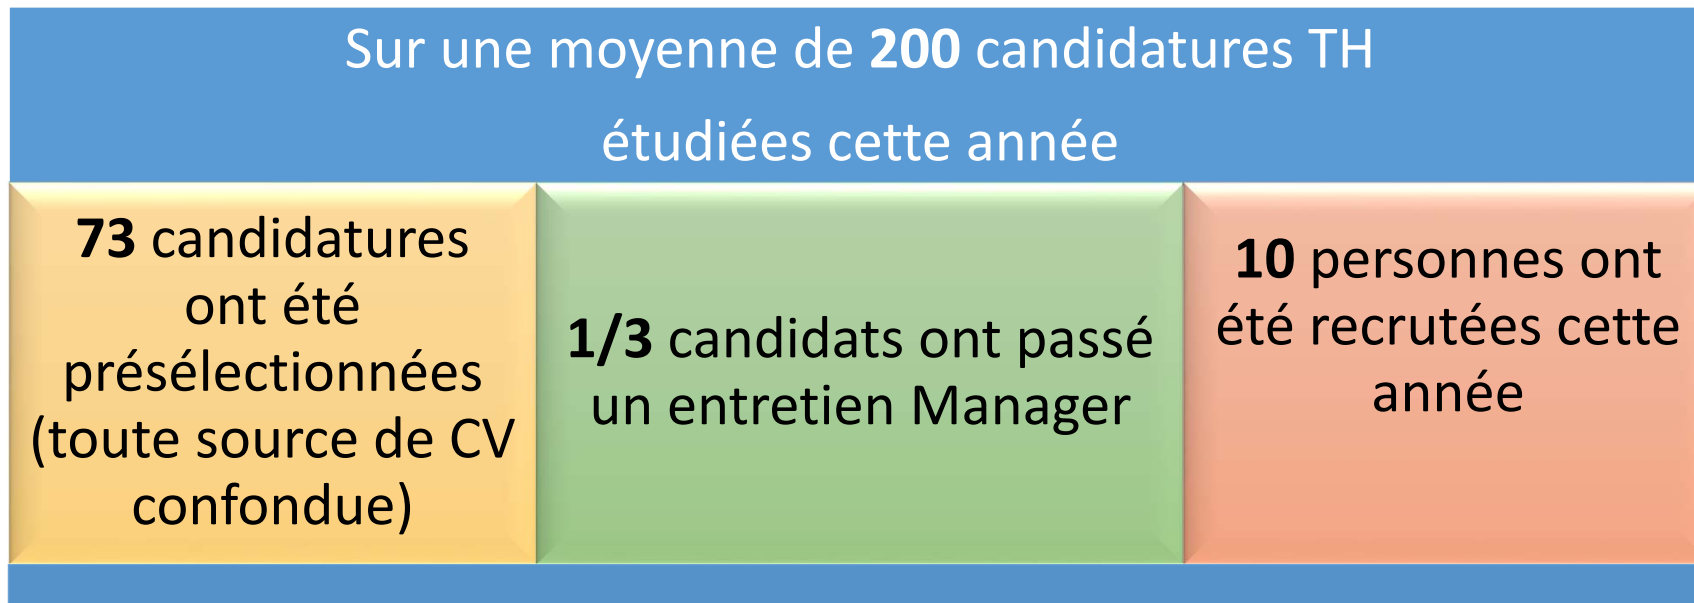 Sur une moyenne de 200 candidatures TH
étudiées cette année
73 candidatures
ont été
présélectionnées
(toute source de CV
confondue)
1/3 candidats ont passé
un entretien Manager
10 personnes ont
été recrutées cette
année